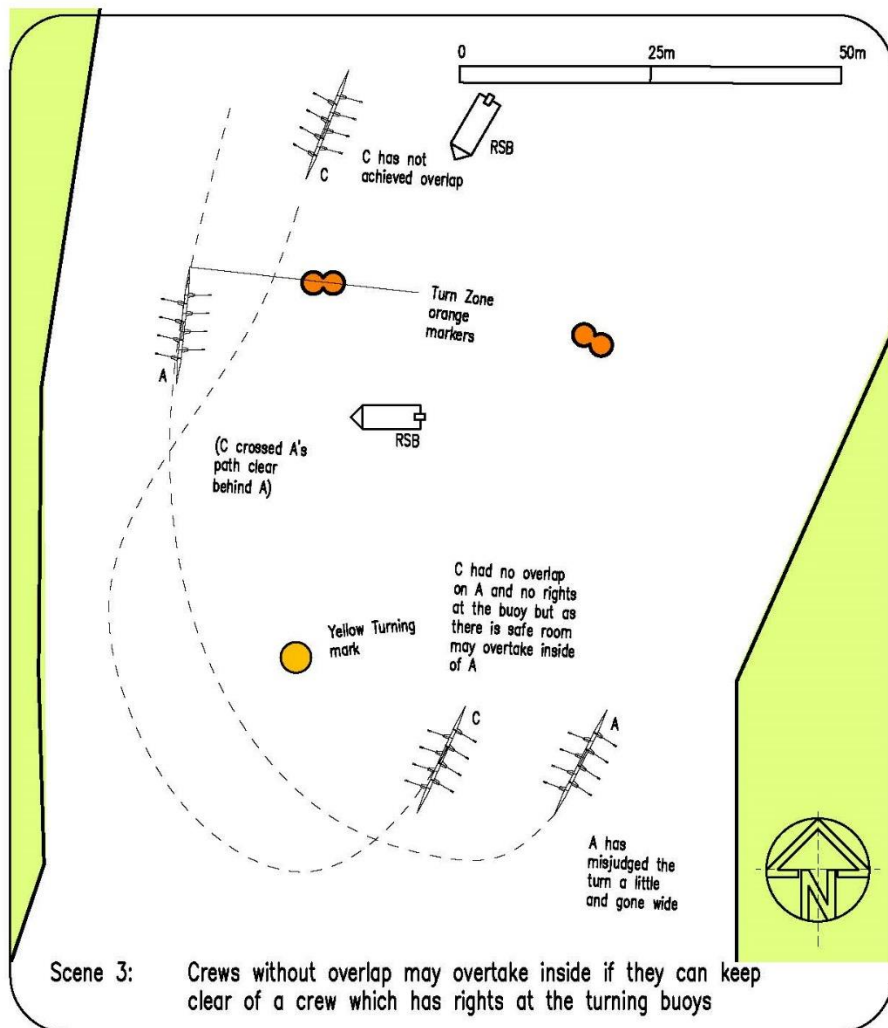 0 25m 50m
RSB
C has not
achieved overlap
C
Turn Zone
orange
markers
A
RSB
(C crossed A's
path clear
behind A)
C had no overlap
on A and no rights
at the buoy but as
there is safe room
may overtake inside
of A
Yellow Turning
mark
C
A
A has
misjudged the
turn a little
and gone wide
N
Scene 3: Crews without overlap may overtake inside if they can keep
clear of a crew which has rights at the turning buoys